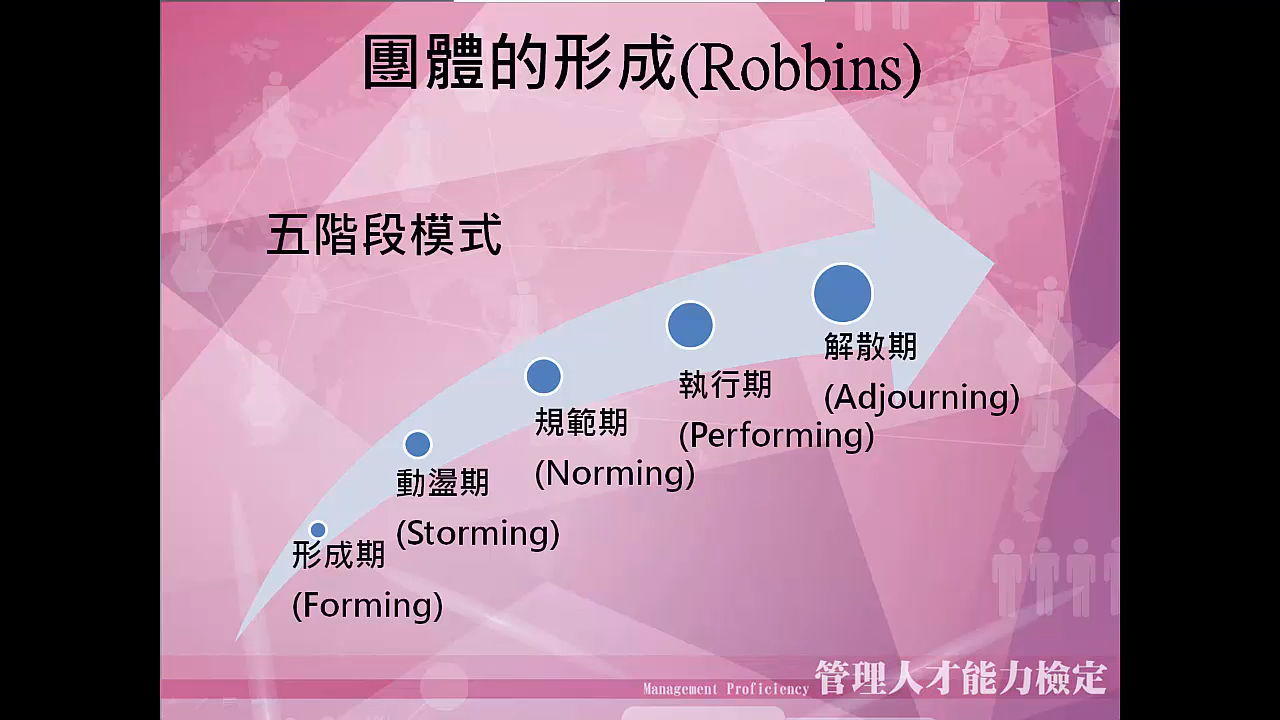 團體的形成(Robbins)
五階段模式
形成期
(Forming)
動盪期
(Storming)
規範期
(Norming)
執行期
(Performing)
解散期
(Adjourning)
Management Proficiency 管理人才能力檢定